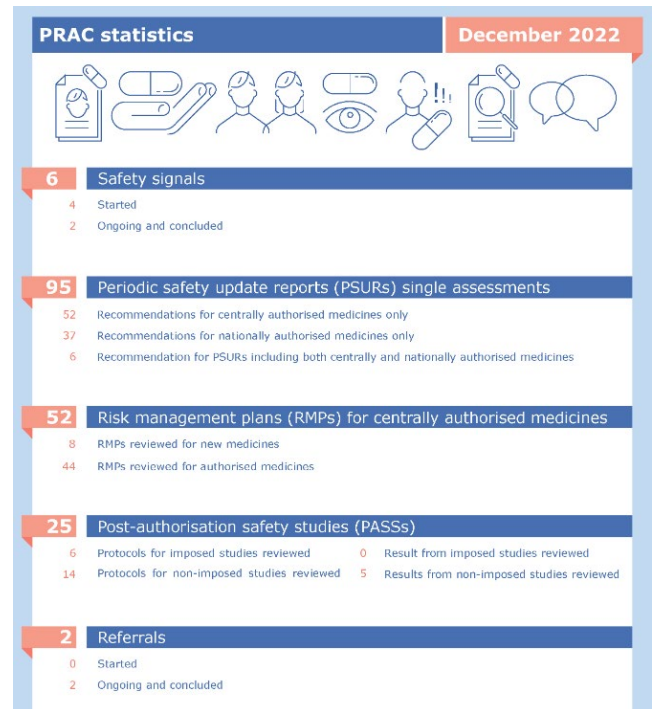 PRAC statistics
December 2022
!!!
6 Safety signals
4 Started
2 Ongoing and concluded
95 Periodic safety update reports (PSURs) single assessments
52 Recommendations for centrally authorised medicines only
37 Recommendations for nationally authorised medicines only
6 Recommendation for PSURs including both centrally and nationally authorised medicines
52 Risk management plans (RMPs) for centrally authorised medicines
8 RMPs reviewed for new medicines
44 RMPs reviewed for authorised medicines
25 Post-authorisation safety studies (PASSs)
6 Protocols for imposed studies reviewed 0 Result from imposed studies reviewed
14 Protocols for non-imposed studies reviewed 5 Results from non-imposed studies reviewed
2 Referrals
0 Started
2 Ongoing and concluded